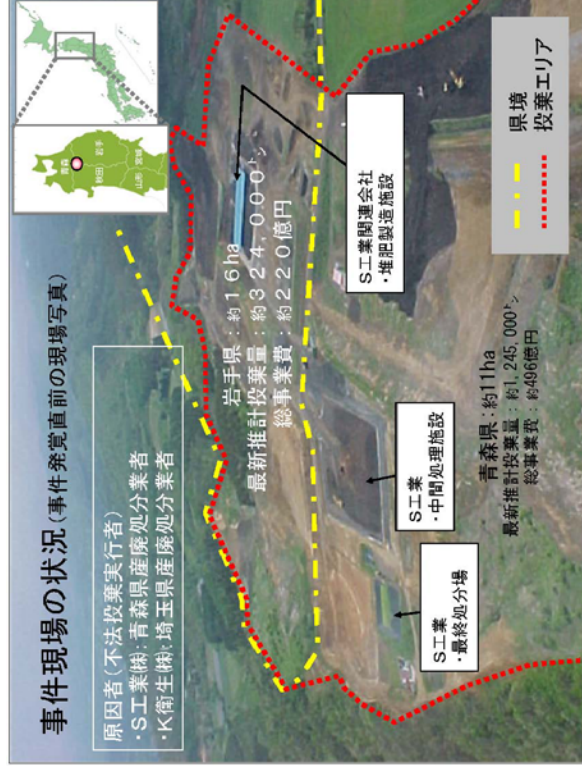 事件現場の状況(事件発覚直前の現場写真)
原因者(不法投棄実行者)
・S工業㈱:青森県産廃処分業者
・K衛生㈱:埼玉県産廃処分業者
青森
秋田
岩手
山形
宮城
岩手県:約16ha
最新推計投棄量:約324,000㌧
総事業費:約220億円
S工業関連会社
・堆肥製造施設
S工業
・中間処理施設
S工業
・最終処分場
青森県:約11ha
最新推計投棄量:約1,245,000㌧
総事業費:約496億円
県境
投棄エリア